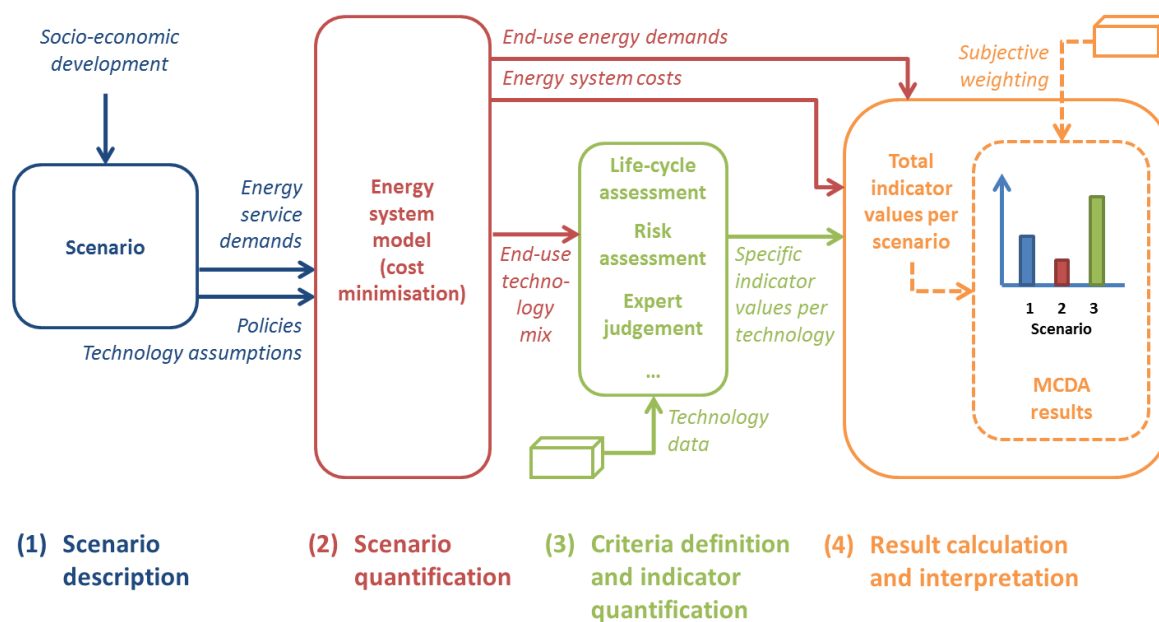 Socio-economic
development
Scenario
Energy
service
demands
Policies
Technology assumptions
Energy
system
model
(cost
minimisation)
End-use energy demands
Energy system costs
End-use
techno-
logy
mix
Life-cycle
assessment
Risk
assessment
Expert
judgement
...
Technology
data
Specific
indicator
values per
technology
Subjective
weighting
Total
indicator
values per
scenario
1 2 3
Scenario
MCDA
results
(1) Scenario
description
(2) Scenario
quantification
(3) Criteria definition
and indicator
quantification
(4) Result calculation
and interpretation